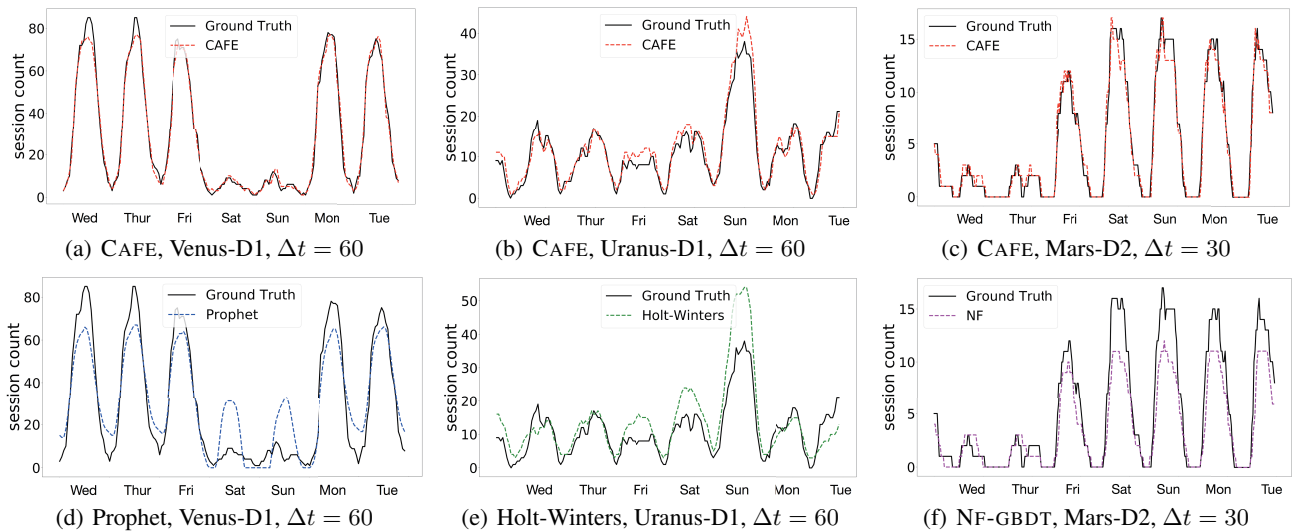 Ground Truth
CAFE
session count
80
60
40
20
0
Wed Thur Fri Sat Sun Mon Tue
(a) CAFE, Venus-D1, Δt = 60
Ground Truth
CAFE
session count
40
30
20
10
0
Wed Thur Fri Sat Sun Mon Tue
(b) CAFE, Uranus-D1, Δt = 60
Ground Truth
CAFE
session count
15
10
5
0
Wed Thur Fri Sat Sun Mon Tue
(c) CAFE, Mars-D2, Δt = 30
Ground Truth
Prophet
session count
80
60
40
20
0
Wed Thur Fri Sat Sun Mon Tue
(d) Prophet, Venus-D1, Δt = 60
Ground Truth
Holt-Winters
session count
50
40
30
20
10
0
Wed Thur Fri Sat Sun Mon Tue
(e) Holt-Winters, Uranus-D1, Δt = 60
Ground Truth
NF
session count
15
10
5
0
Wed Thur Fri Sat Sun Mon Tue
(f) NF-GBDT, Mars-D2, Δt = 30